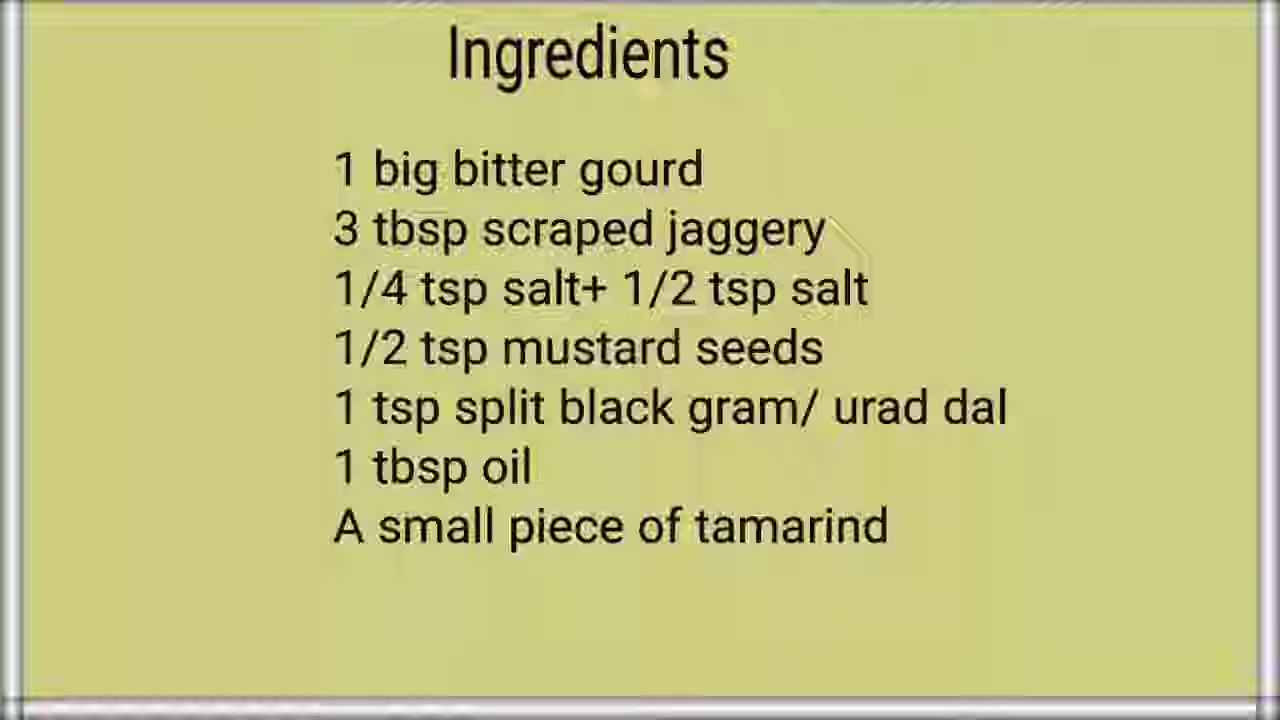 Ingredients
1 big bitter gourd
3 tbsp scraped jaggery
1/4 tsp salt+ 1/2 tsp salt
1/2 tsp mustard seeds
1 tsp split black gram/ urad dal
1 tbsp oil
A small piece of tamarind